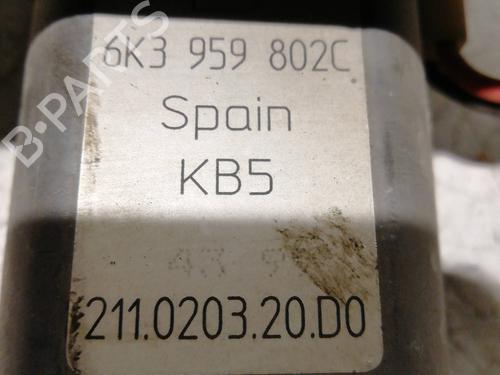 6K3 959 802C
Spain
KB5
211.0203.20.D0
B-PARTS